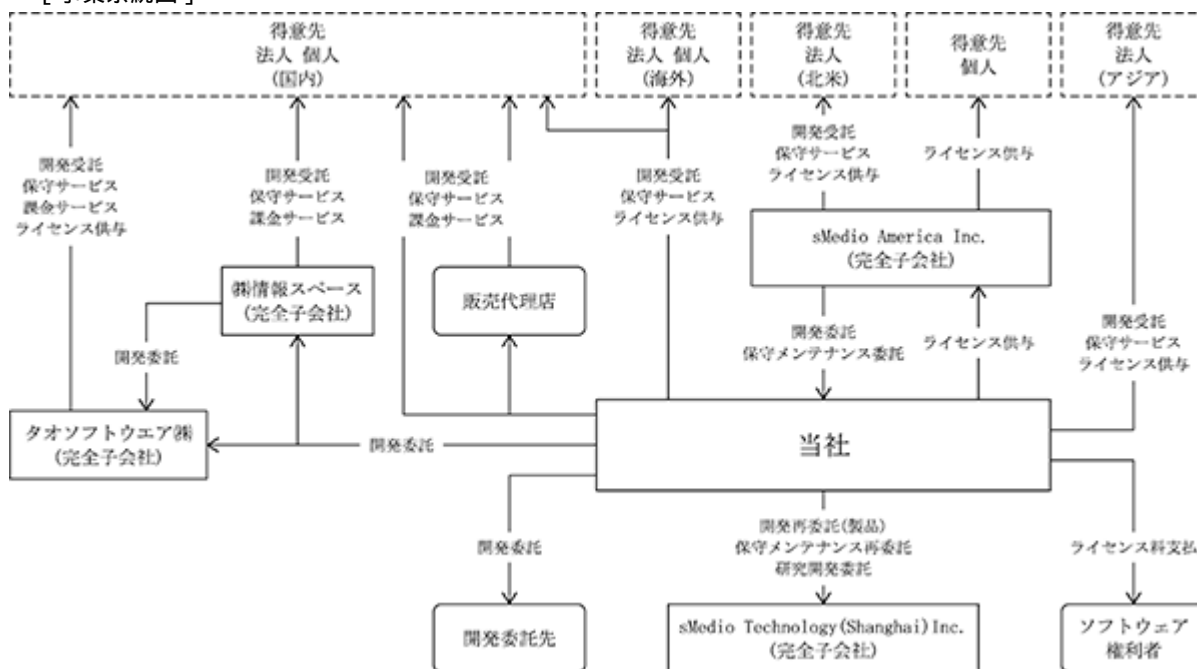 [ 事業系統図 ]
得意先
法人 個人
(国内)
得意先
法人 個人
(海外)
得意先
法人
(北米)
得意先
個人
得意先
法人
(アジア)
開発受託
保守サービス
課金サービス
ライセンス供与
開発受託
保守サービス
課金サービス
開発受託
保守サービス
課金サービス
開発受託
保守サービス
ライセンス供与
開発受託
保守サービス
ライセンス供与
ライセンス供与
sMedio America Inc.
(完全子会社)
㈱情報スペース
(完全子会社)
販売代理店
開発委託
開発委託
保守メンテナンス委託
ライセンス供与
開発受託
保守サービス
ライセンス供与
タオソフトウエア㈱
(完全子会社)
開発委託
当社
開発委託
開発再委託(製品)
保守メンテナンス再委託
研究開発委託
ライセンス料支払
開発委託先
sMedio Technology(Shanghai)Inc.
(完全子会社)
ソフトウェア
権利者